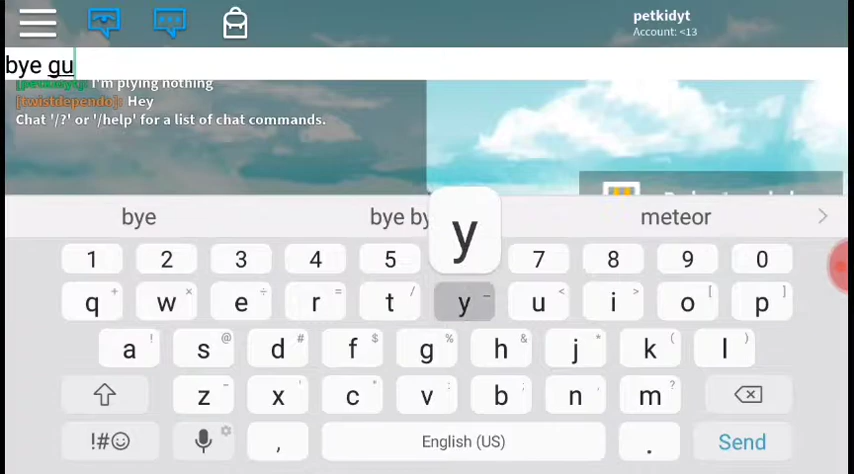 petkidyt
Account: <13
bye gu
I'm plying nothing
[twistdependo]: Hey
Chat '/?' or '/help' for a list of chat commands.
bye
bye by
meteor
y
1 2 3 4 5 7 8 9 0
q + w × e ÷ r = t / y _ u < i > o [ p ]
a ! s @ d # f $ g % h & j * k ( l )
z - x ' c " v : b ; n , m ?
!#☺ , English (US) . Send